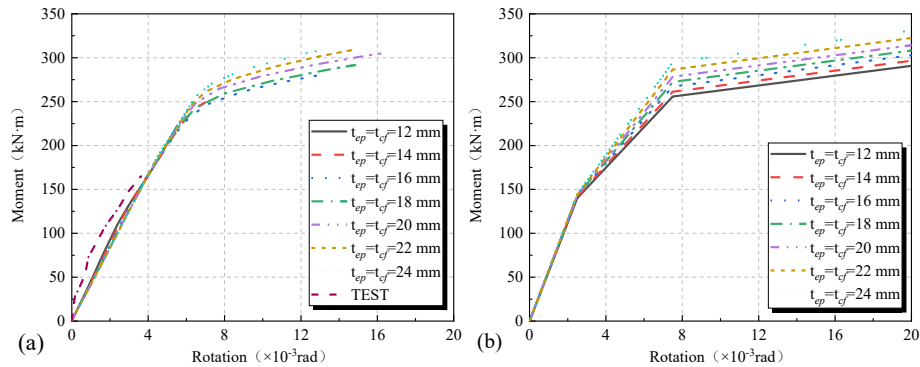 350
300
250
200
150
100
50
0
Moment（kN·m）
t_ep=t_cf=12 mm
t_ep=t_cf=14 mm
t_ep=t_cf=16 mm
t_ep=t_cf=18 mm
t_ep=t_cf=20 mm
t_ep=t_cf=22 mm
t_ep=t_cf=24 mm
TEST
0 4 8 12 16 20
(a)
Rotation（×10⁻³rad）
350
300
250
200
150
100
50
0
Moment（kN·m）
t_ep=t_cf=12 mm
t_ep=t_cf=14 mm
t_ep=t_cf=16 mm
t_ep=t_cf=18 mm
t_ep=t_cf=20 mm
t_ep=t_cf=22 mm
t_ep=t_cf=24 mm
0 4 8 12 16 20
(b)
Rotation（×10⁻³rad）